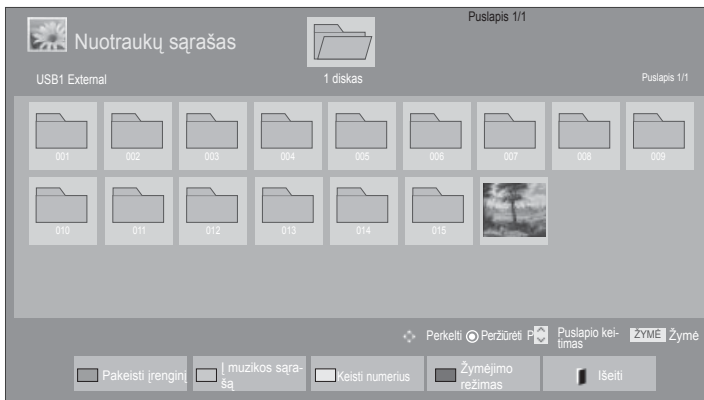 Puslapis 1/1
Nuotraukų sąrašas
USB1 External
1 diskas
Puslapis 1/1
001 002 003 004 005 006 007 008 009
010 011 012 013 014 015
Perkelti Peržiūrėti P Puslapio kei-
timas ŽYMĖ Žymė
Pakeisti įrenginį Į muzikos sąra-
šą Keisti numerius Žymėjimo
režimas Išeiti